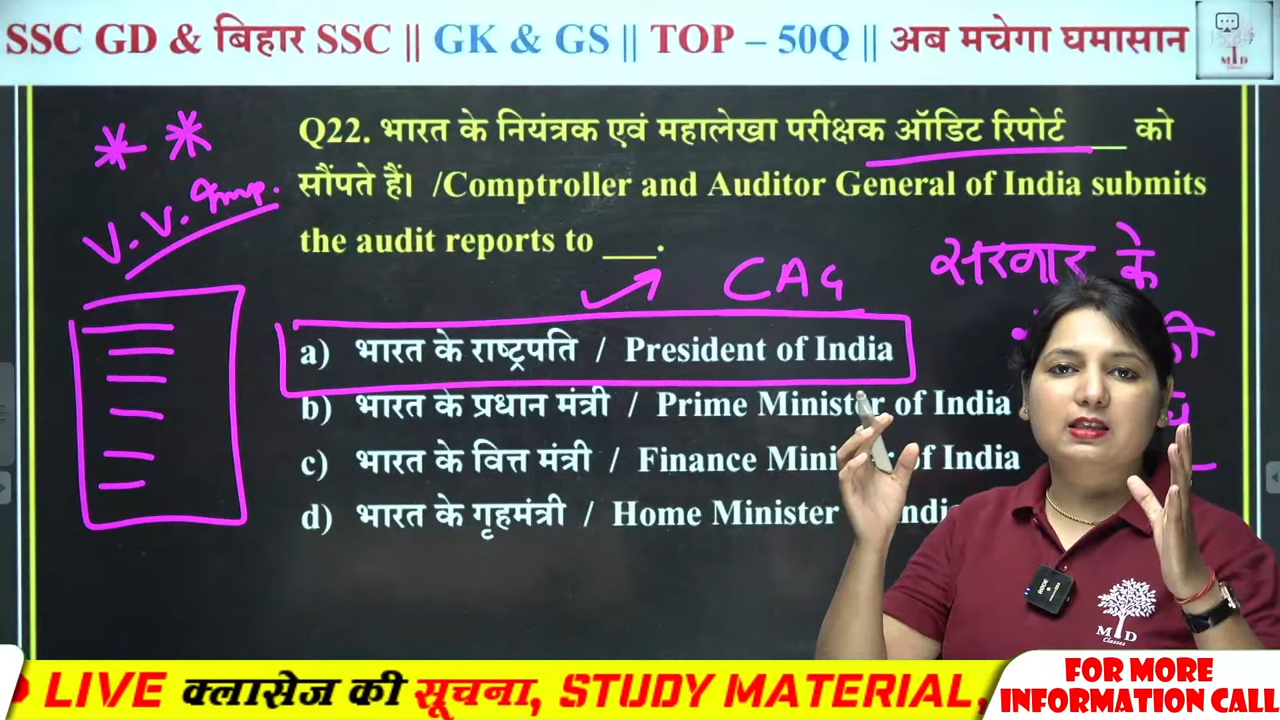 SSC GD & बिहार SSC || GK & GS || TOP – 50Q || अब मचेगा घमासान
Q22. भारत के नियंत्रक एवं महालेखा परीक्षक ऑडिट रिपोर्ट ___ को
सौंपते हैं। /Comptroller and Auditor General of India submits
the audit reports to ___.
V. V. Imp.
CAG
सरकार के
a) भारत के राष्ट्रपति / President of India
b) भारत के प्रधान मंत्री / Prime Minister of India
c) भारत के वित्त मंत्री / Finance Minister of India
d) भारत के गृहमंत्री / Home Minister
MD
Classes
LIVE क्लासेज की सूचना, STUDY MATERIAL,
FOR MORE
INFORMATION CALL